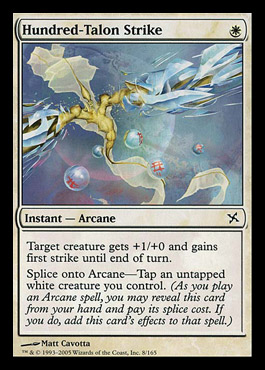 Hundred-Talon Strike
Instant — Arcane
Target creature gets +1/+0 and gains
first strike until end of turn.
Splice onto Arcane—Tap an untapped
white creature you control. (As you play
an Arcane spell, you may reveal this card
from your hand and pay its splice cost. If
you do, add this card's effects to that spell.)
Matt Cavotta
™ & © 1993–2005 Wizards of the Coast, Inc. 8/165